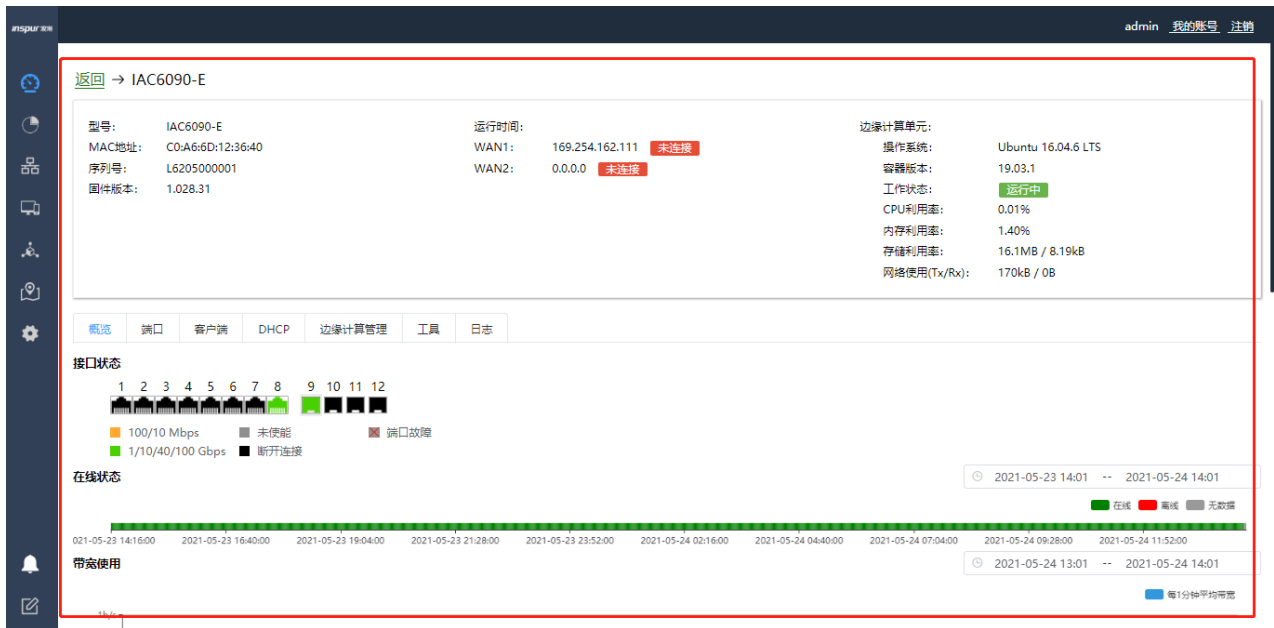 inspur 浪潮
admin 我的账号 注销
返回 → IAC6090-E
型号: IAC6090-E 运行时间: 边缘计算单元:
MAC地址: C0:A6:6D:12:36:40 WAN1: 169.254.162.111 未连接 操作系统: Ubuntu 16.04.6 LTS
序列号: L6205000001 WAN2: 0.0.0.0 未连接 容器版本: 19.03.1
固件版本: 1.028.31 工作状态: 运行中
CPU利用率: 0.01%
内存利用率: 1.40%
存储利用率: 16.1MB / 8.19kB
网络使用(Tx/Rx): 170kB / 0B
概览 端口 客户端 DHCP 边缘计算管理 工具 日志
接口状态
1 2 3 4 5 6 7 8 9 10 11 12
100/10 Mbps 未使能 端口故障
1/10/40/100 Gbps 断开连接
在线状态 2021-05-23 14:01 -- 2021-05-24 14:01
在线 离线 无数据
021-05-23 14:16:00 2021-05-23 16:40:00 2021-05-23 19:04:00 2021-05-23 21:28:00 2021-05-23 23:52:00 2021-05-24 02:16:00 2021-05-24 04:40:00 2021-05-24 07:04:00 2021-05-24 09:28:00 2021-05-24 11:52:00
带宽使用 2021-05-24 13:01 -- 2021-05-24 14:01
每1分钟平均带宽
1b/s